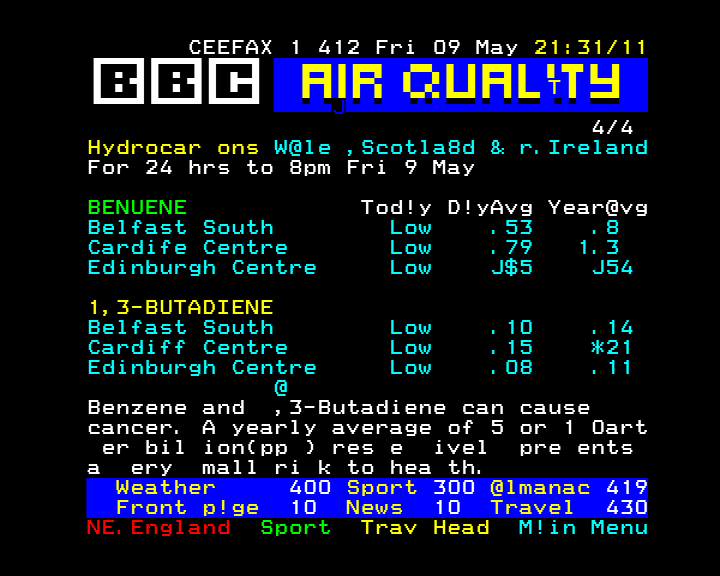 CEEFAX 1 412 Fri 09 May 21:31/11
BBC AIR QUAL!TY
T
J
4/4
Hydrocar ons W@le ,Scotla8d & r.Ireland
For 24 hrs to 8pm Fri 9 May
BENUENE Tod!y D!yAvg Year@vg
Belfast South Low .53 .8
Cardife Centre Low .79 1.3
Edinburgh Centre Low J$5 J54
1,3-BUTADIENE
Belfast South Low .10 .14
Cardiff Centre Low .15 *21
Edinburgh Centre Low .08 .11
@
Benzene and ,3-Butadiene can cause
cancer. A yearly average of 5 or 1 Oart
er bil ion(pp ) res e ivel pre ents
a ery mall ri k to hea th.
Weather 400 Sport 300 @lmanac 419
Front p!ge 10 News 10 Travel 430
NE.England Sport Trav Head M!in Menu